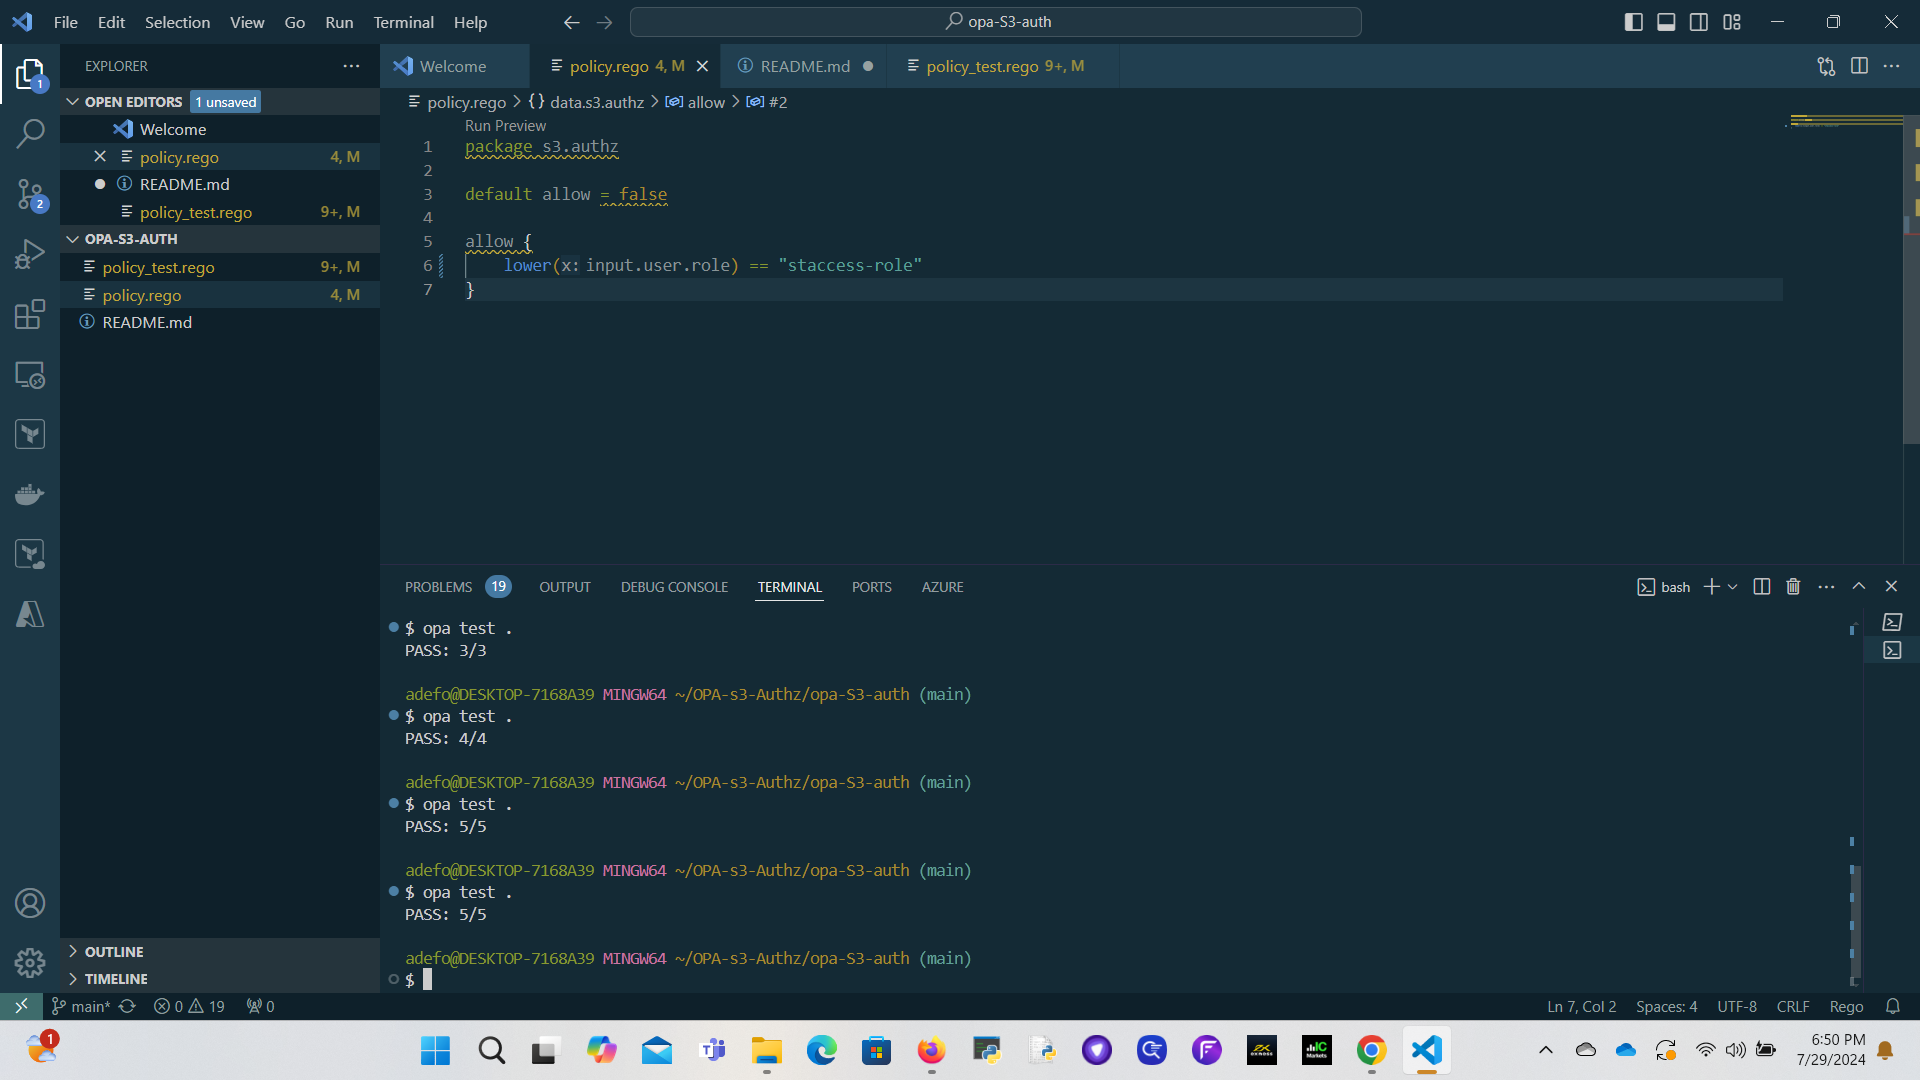 File Edit Selection View Go Run Terminal Help
opa-S3-auth
EXPLORER
Welcome
policy.rego 4, M
README.md
policy_test.rego 9+, M
1
OPEN EDITORS 1 unsaved
Welcome
policy.rego 4, M
README.md
policy_test.rego 9+, M
2
OPA-S3-AUTH
policy_test.rego 9+, M
policy.rego 4, M
README.md
OUTLINE
TIMELINE
policy.rego > {} data.s3.authz > allow > #2
Run Preview
1 package s3.authz
2
3 default allow = false
4
5 allow {
6 lower(x: input.user.role) == "staccess-role"
7 }
PROBLEMS 19 OUTPUT DEBUG CONSOLE TERMINAL PORTS AZURE
bash
$ opa test .
PASS: 3/3
adefo@DESKTOP-7168A39 MINGW64 ~/OPA-s3-Authz/opa-S3-auth (main)
$ opa test .
PASS: 4/4
adefo@DESKTOP-7168A39 MINGW64 ~/OPA-s3-Authz/opa-S3-auth (main)
$ opa test .
PASS: 5/5
adefo@DESKTOP-7168A39 MINGW64 ~/OPA-s3-Authz/opa-S3-auth (main)
$ opa test .
PASS: 5/5
adefo@DESKTOP-7168A39 MINGW64 ~/OPA-s3-Authz/opa-S3-auth (main)
$
main* 0 19 0
Ln 7, Col 2 Spaces: 4 UTF-8 CRLF Rego
1
6:50 PM
7/29/2024